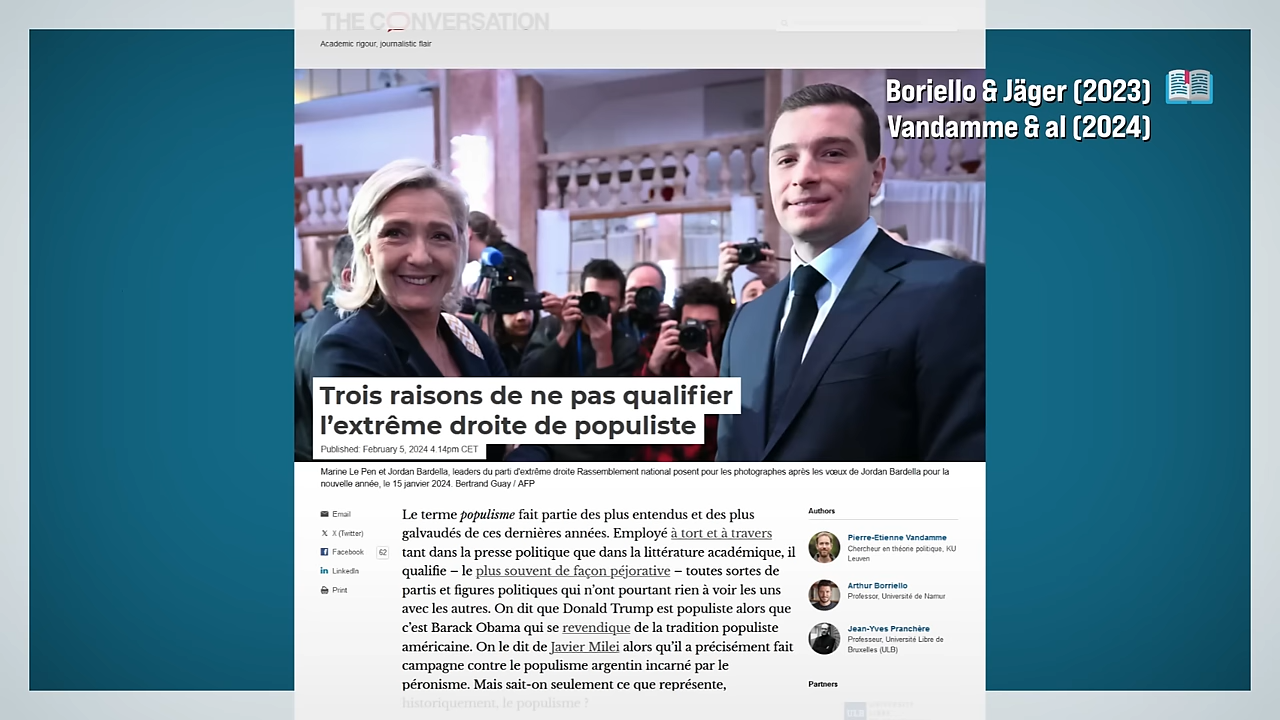 THE CONVERSATION
Academic rigour, journalistic flair
Boriello & Jäger (2023)
Vandamme & al (2024)
Trois raisons de ne pas qualifier
l’extrême droite de populiste
Published: February 5, 2024 4.14pm CET
Marine Le Pen et Jordan Bardella, leaders du parti d'extrême droite Rassemblement national posent pour les photographes après les vœux de Jordan Bardella pour la
nouvelle année, le 15 janvier 2024. Bertrand Guay / AFP
Email
X (Twitter)
Facebook 62
LinkedIn
Print
Le terme populisme fait partie des plus entendus et des plus
galvaudés de ces dernières années. Employé à tort et à travers
tant dans la presse politique que dans la littérature académique, il
qualifie – le plus souvent de façon péjorative – toutes sortes de
partis et figures politiques qui n’ont pourtant rien à voir les uns
avec les autres. On dit que Donald Trump est populiste alors que
c’est Barack Obama qui se revendique de la tradition populiste
américaine. On le dit de Javier Milei alors qu’il a précisément fait
campagne contre le populisme argentin incarné par le
péronisme. Mais sait-on seulement ce que représente,
historiquement, le populisme ?
Authors
Pierre-Etienne Vandamme
Chercheur en théorie politique, KU
Leuven
Arthur Borriello
Professor, Université de Namur
Jean-Yves Pranchère
Professeur, Université Libre de
Bruxelles (ULB)
Partners